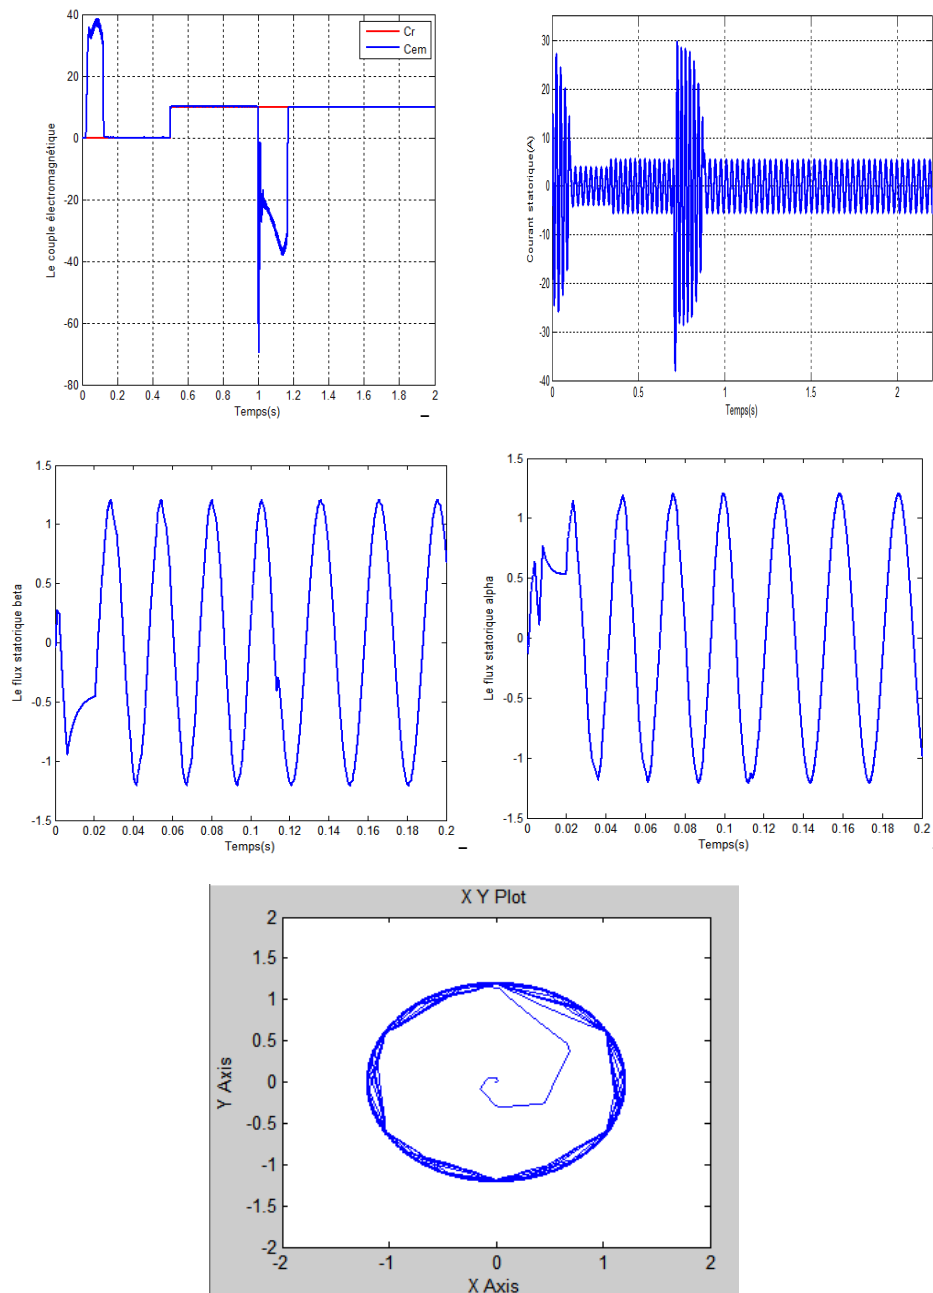 40
20
0
-20
-40
-60
-80
0 0.2 0.4 0.6 0.8 1 1.2 1.4 1.6 1.8 2
Temps(s)
Le couple électromagnétique
Cr
Cem
30
20
10
0
-10
-20
-30
-40
0 0.5 1 1.5 2
Temps(s)
Courant statorique(A)
1.5
1
0.5
0
-0.5
-1
-1.5
0 0.02 0.04 0.06 0.08 0.1 0.12 0.14 0.16 0.18 0.2
Temps(s)
Le flux statorique beta
1.5
1
0.5
0
-0.5
-1
-1.5
0 0.02 0.04 0.06 0.08 0.1 0.12 0.14 0.16 0.18 0.2
Temps(s)
Le flux statorique alpha
X Y Plot
2
1.5
1
0.5
0
-0.5
-1
-1.5
-2
-2 -1 0 1 2
X Axis
Y Axis